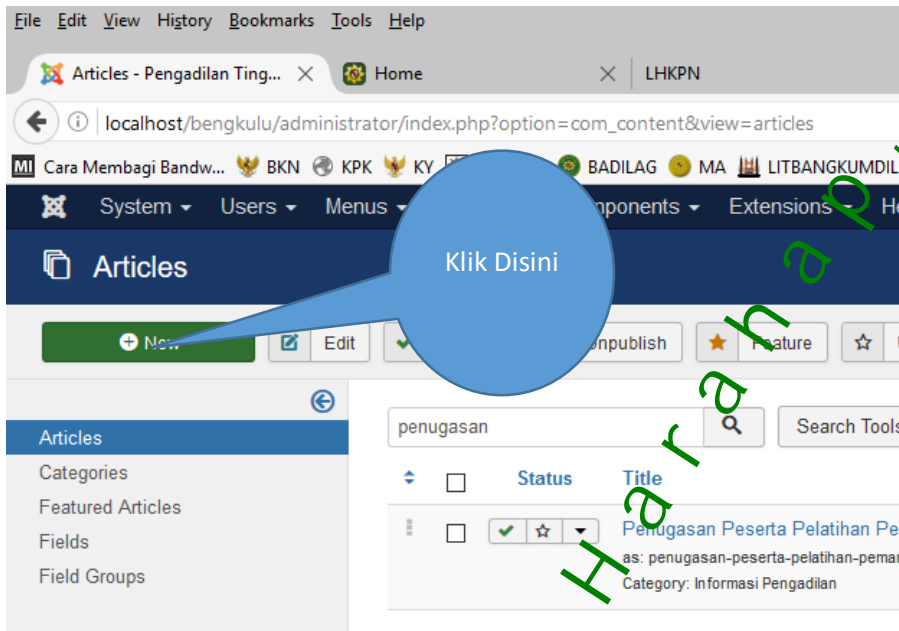 File Edit View History Bookmarks Tools Help
Articles - Pengadilan Ting... Home LHKPN
localhost/bengkulu/administrator/index.php?option=com_content&view=articles
MI Cara Membagi Bandw... BKN KPK KY BADILAG MA LITBANGKUMDIL
System Users Menus Extensions
Articles
Klik Disini
New Edit Feature
Articles
Categories
Featured Articles
Fields
Field Groups
penugasan
Search Tools
Status Title
Penugasan Peserta Pelatihan Pe
as: penugasan-peserta-pelatihan-peman
Category: Informasi Pengadilan